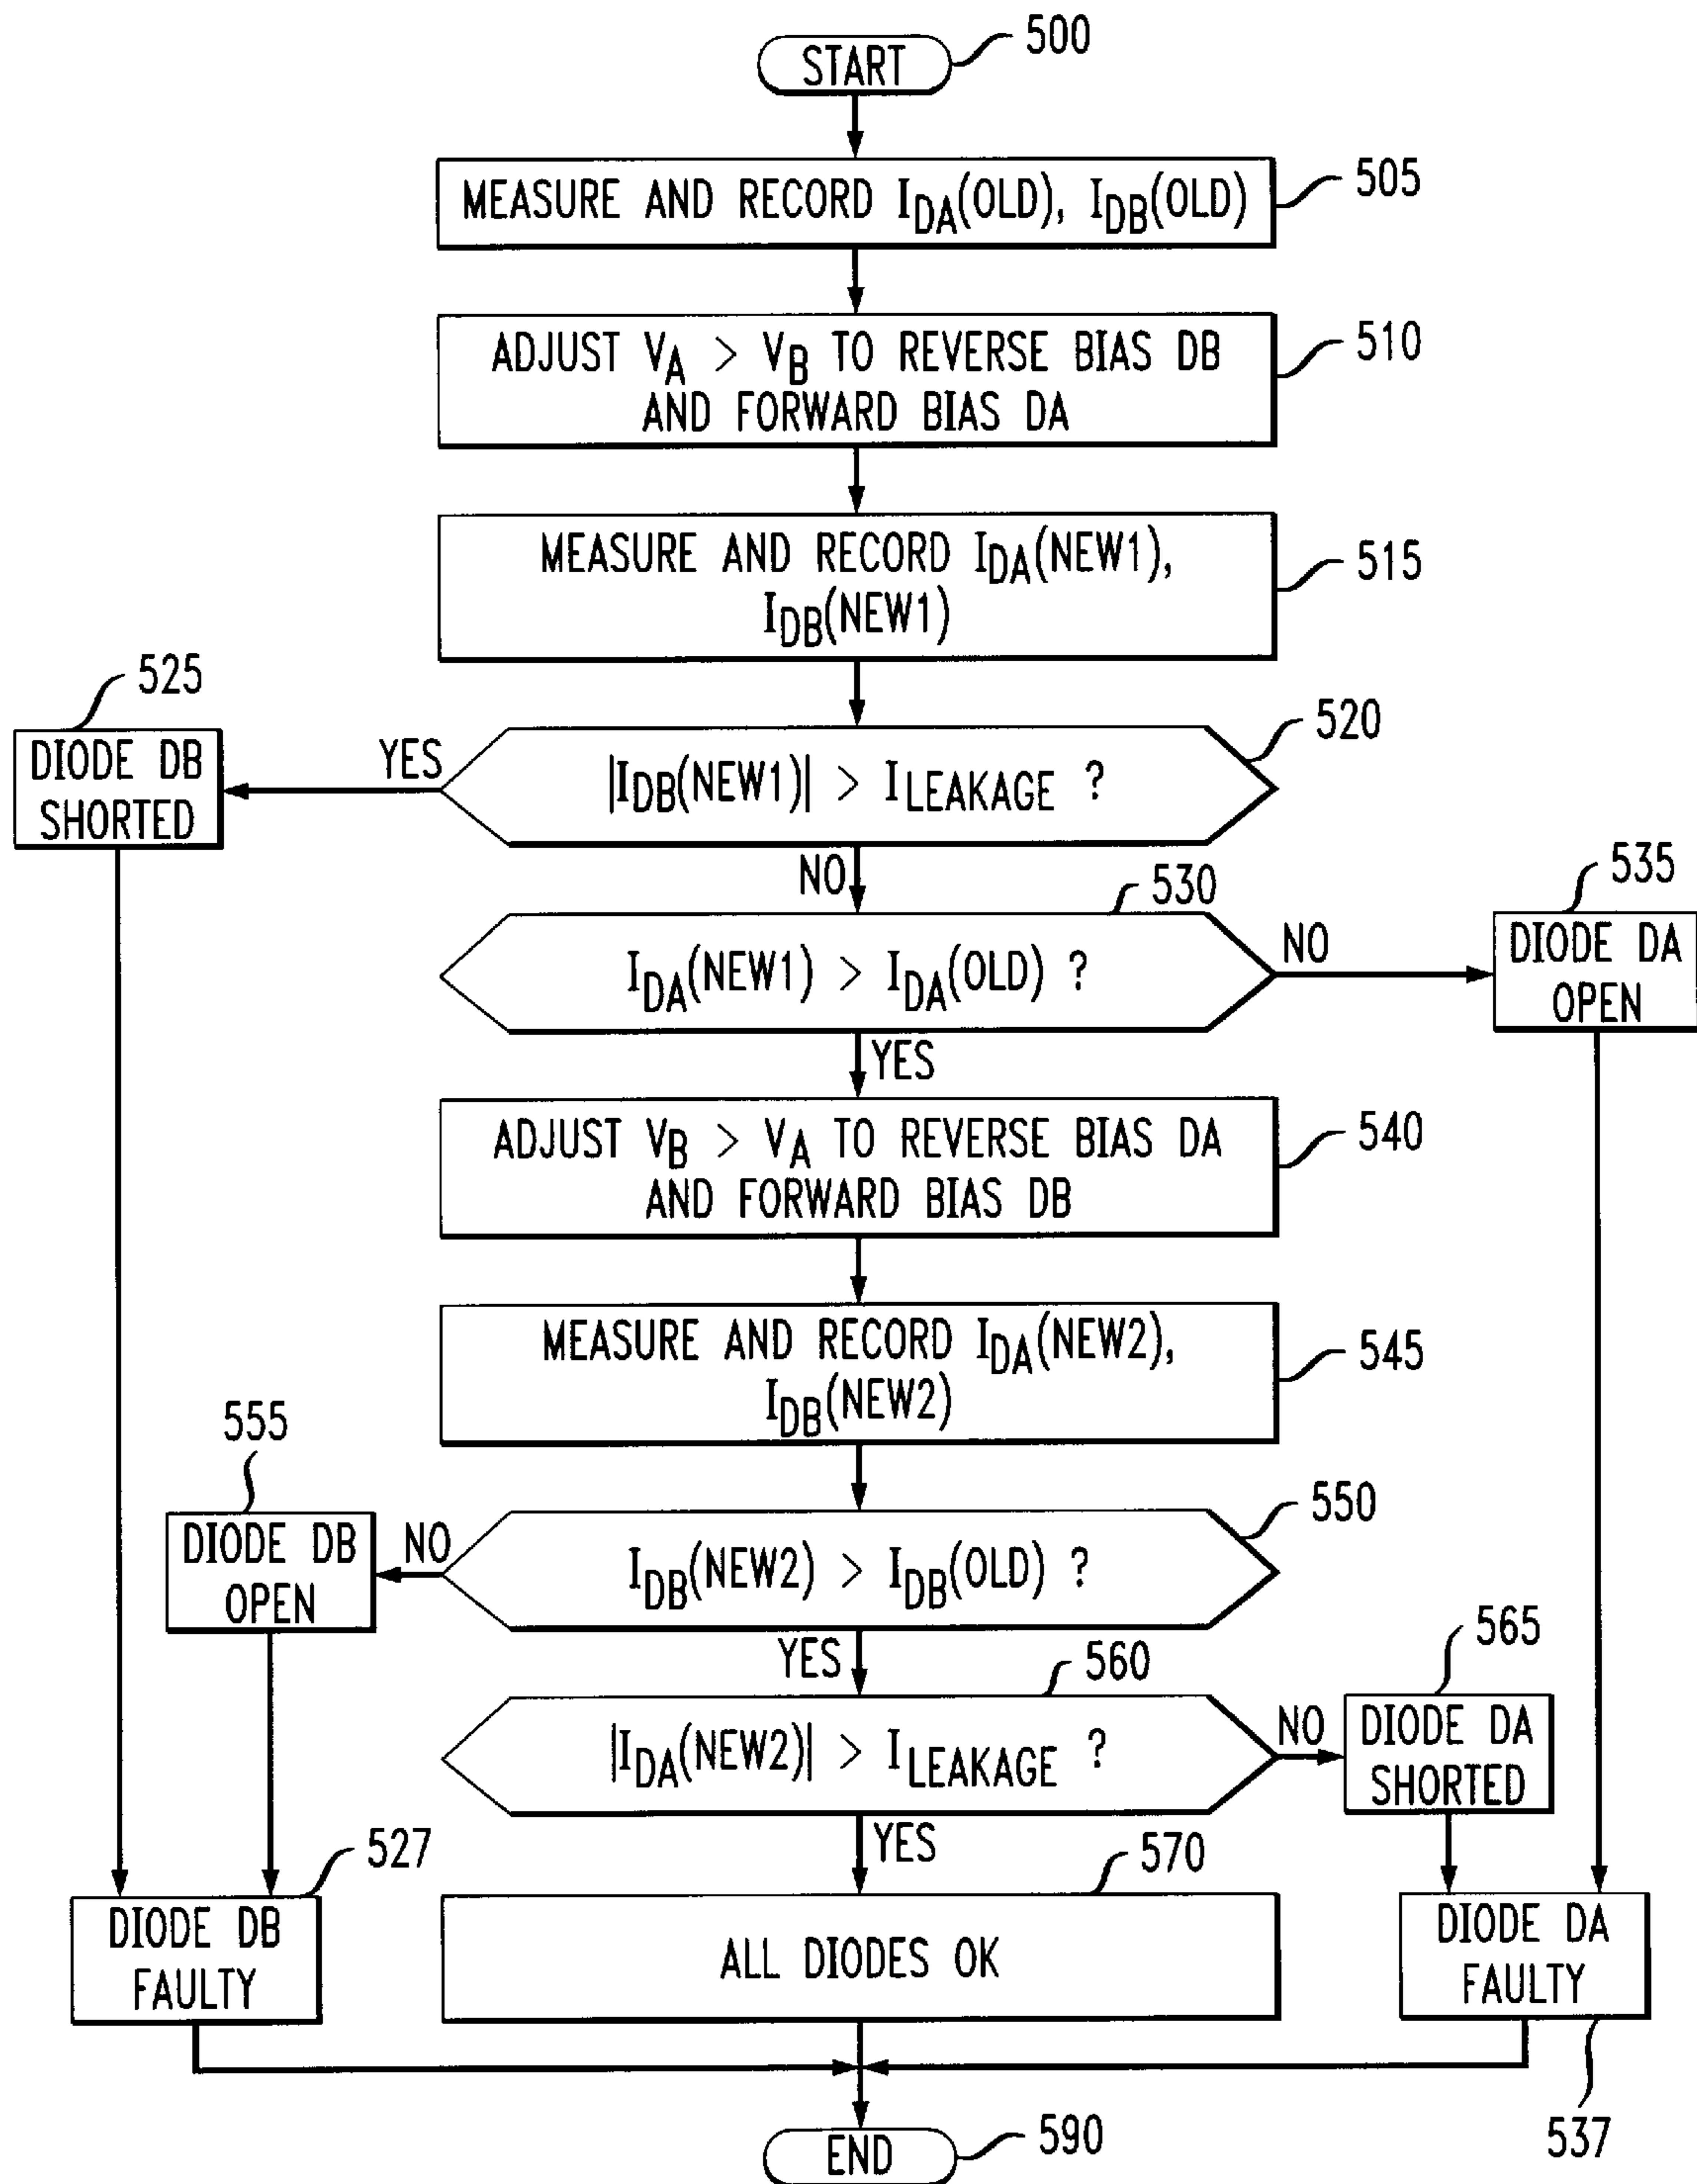 START
500
MEASURE AND RECORD IDA(OLD), IDB(OLD)
505
ADJUST VA > VB TO REVERSE BIAS DB
AND FORWARD BIAS DA
510
MEASURE AND RECORD IDA(NEW1),
IDB(NEW1)
515
525
DIODE DB
SHORTED
YES
|IDB(NEW1)| > ILEAKAGE ?
520
NO
530
535
IDA(NEW1) > IDA(OLD) ?
NO
DIODE DA
OPEN
YES
ADJUST VB > VA TO REVERSE BIAS DA
AND FORWARD BIAS DB
540
MEASURE AND RECORD IDA(NEW2),
IDB(NEW2)
545
555
DIODE DB
OPEN
NO
IDB(NEW2) > IDB(OLD) ?
550
YES
560
565
|IDA(NEW2)| > ILEAKAGE ?
NO
DIODE DA
SHORTED
YES
527
570
DIODE DB
FAULTY
ALL DIODES OK
DIODE DA
FAULTY
537
END
590